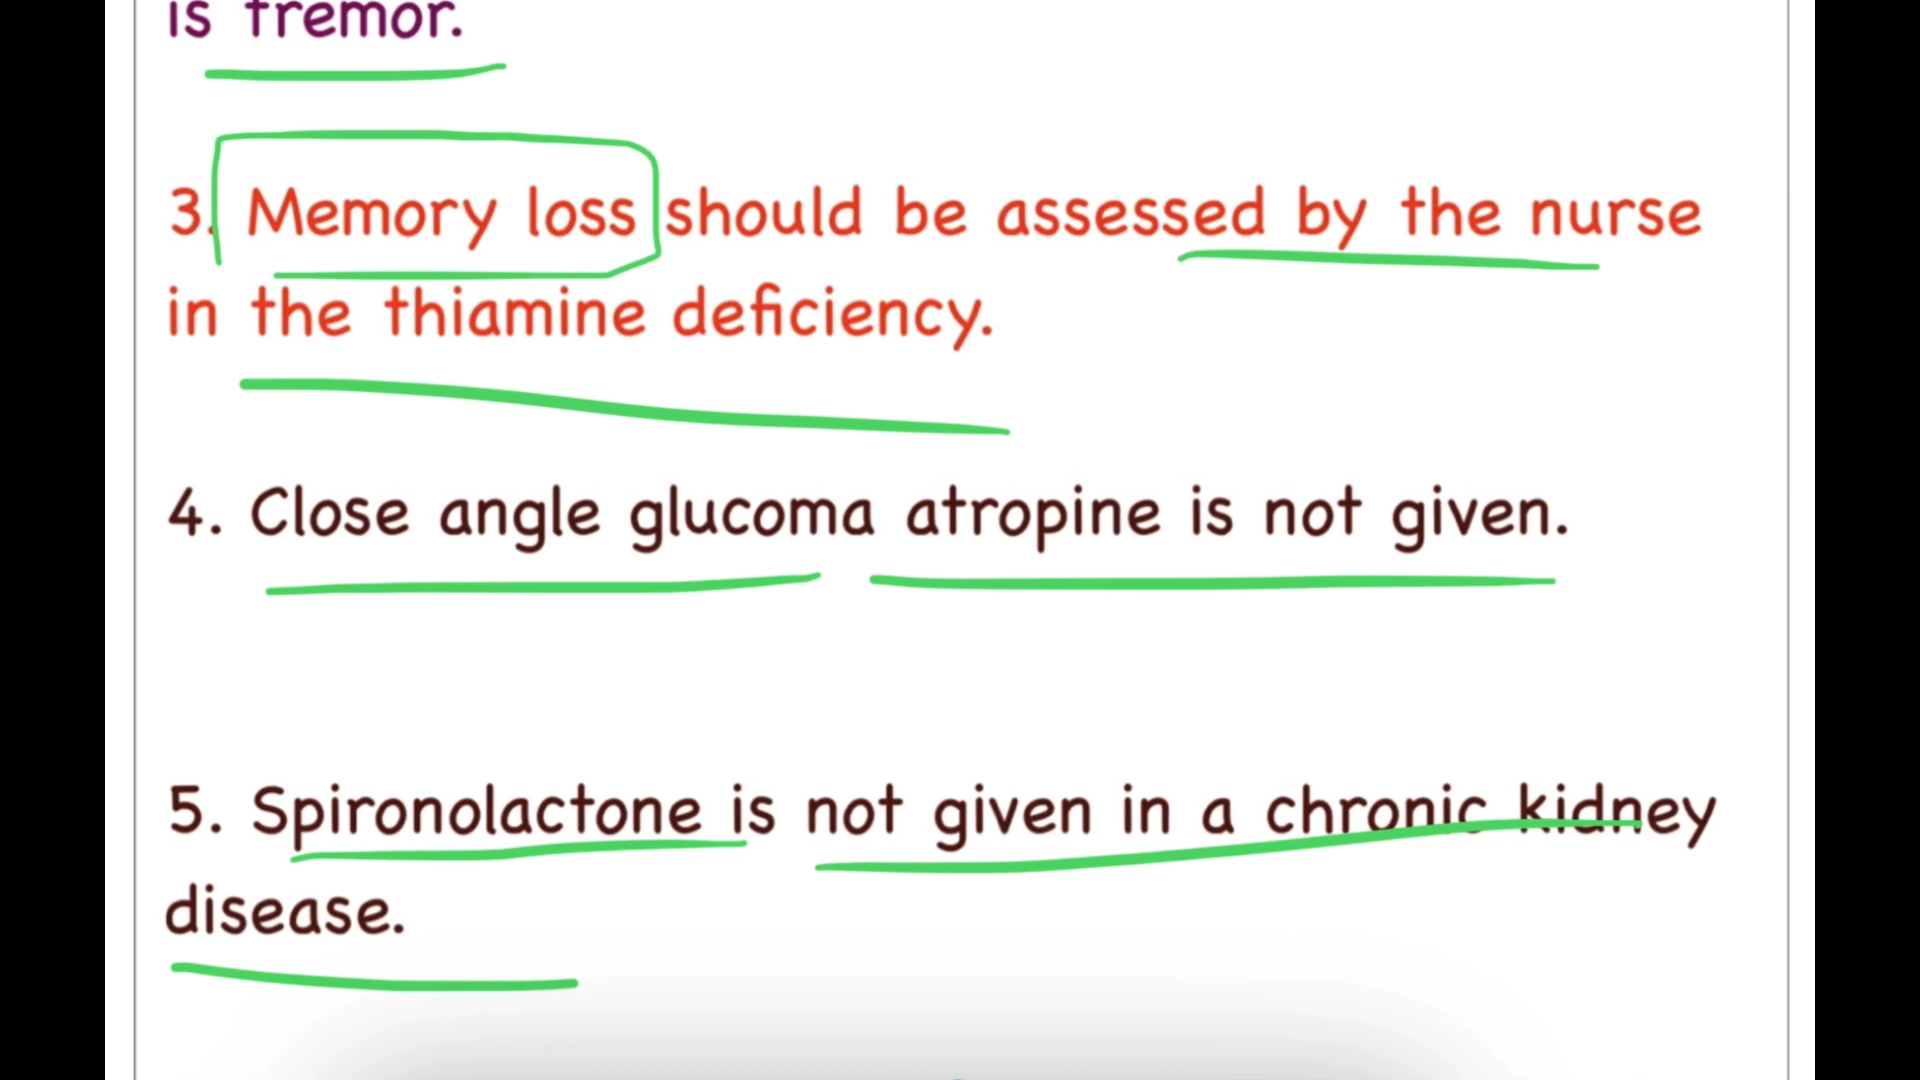 is tremor.
3. Memory loss should be assessed by the nurse
in the thiamine deficiency.
4. Close angle glucoma atropine is not given.
5. Spironolactone is not given in a chronic kidney
disease.